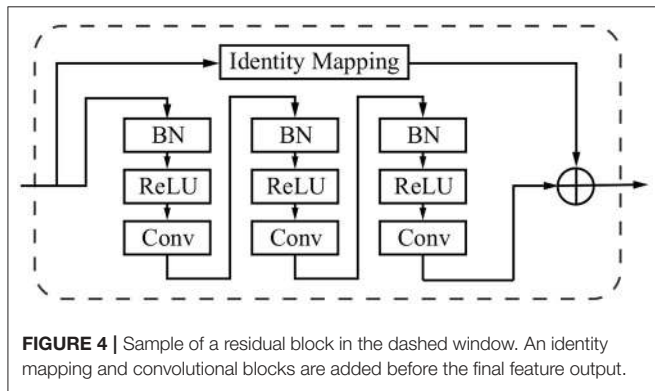 Identity Mapping
BN BN BN
ReLU ReLU ReLU
Conv Conv Conv
FIGURE 4 | Sample of a residual block in the dashed window. An identity
mapping and convolutional blocks are added before the final feature output.